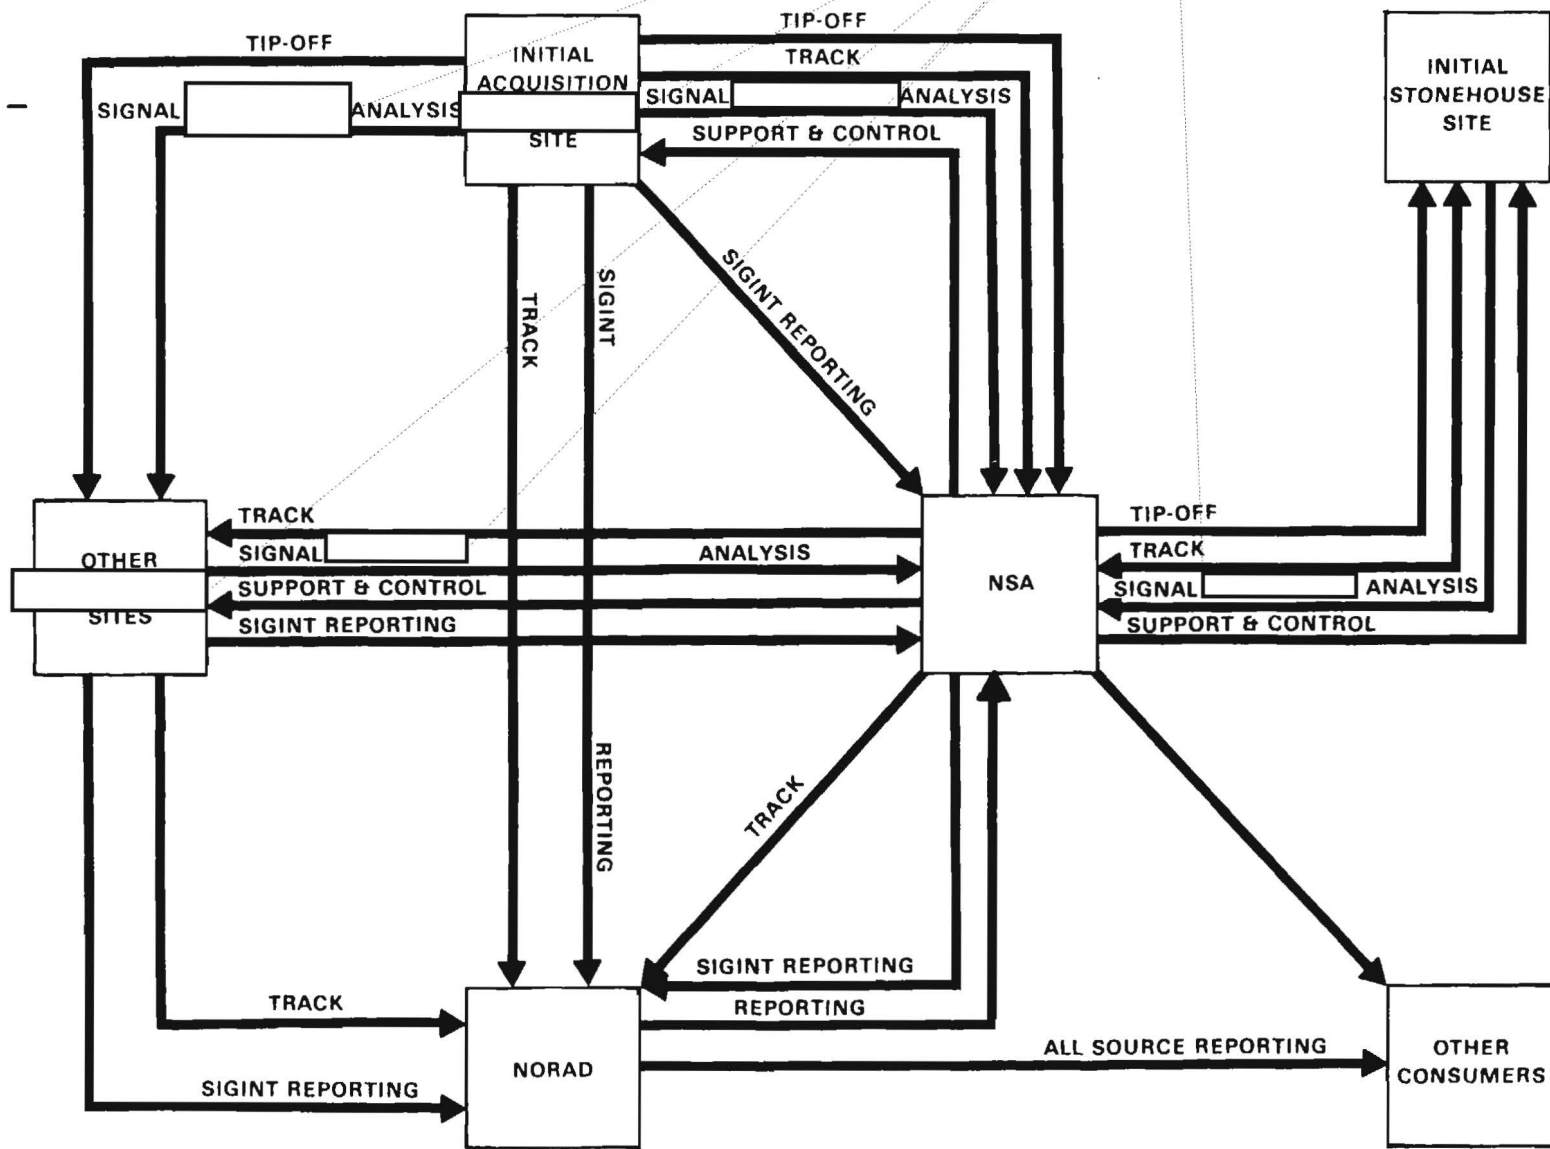 TIP-OFF
SIGNAL ANALYSIS
INITIAL
ACQUISITION
SITE
TIP-OFF
TRACK
SIGNAL ANALYSIS
SUPPORT & CONTROL
INITIAL
STONEHOUSE
SITE
TRACK
SIGINT
REPORTING
SIGINT REPORTING
OTHER
SITES
TRACK
SIGNAL ANALYSIS
SUPPORT & CONTROL
SIGINT REPORTING
NSA
TIP-OFF
TRACK
SIGNAL ANALYSIS
SUPPORT & CONTROL
TRACK
SIGINT REPORTING
REPORTING
TRACK
SIGINT REPORTING
NORAD
ALL SOURCE REPORTING
OTHER
CONSUMERS